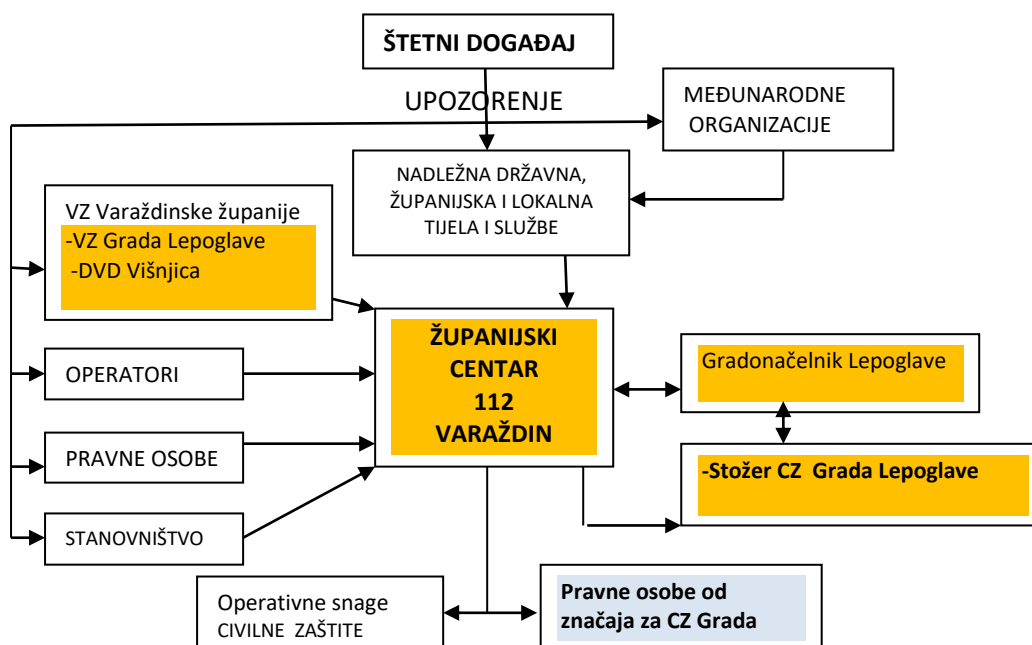 ŠTETNI DOGAĐAJ
UPOZORENJE
MEĐUNARODNE
ORGANIZACIJE
NADLEŽNA DRŽAVNA,
ŽUPANIJSKA I LOKALNA
TIJELA I SLUŽBE
VZ Varaždinske županije
-VZ Grada Lepoglave
-DVD Višnjica
ŽUPANIJSKI
CENTAR
112
VARAŽDIN
Gradonačelnik Lepoglave
OPERATORI
PRAVNE OSOBE
-Stožer CZ Grada Lepoglave
STANOVNIŠTVO
Operativne snage
CIVILNE ZAŠTITE
Pravne osobe od
značaja za CZ Grada